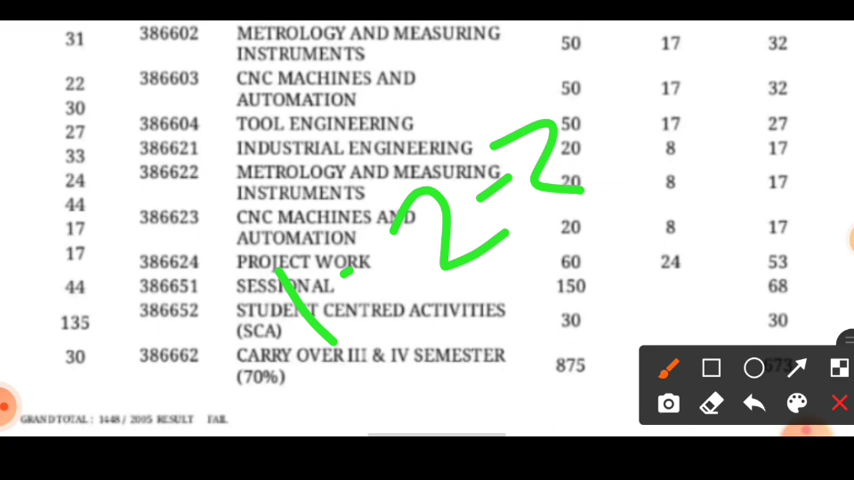 31 386602 METROLOGY AND MEASURING 50 17 32
INSTRUMENTS
22 386603 CNC MACHINES AND 50 17 32
AUTOMATION
30
27 386604 TOOL ENGINEERING 50 17 27
33 386621 INDUSTRIAL ENGINEERING 20 8 17
24 386622 METROLOGY AND MEASURING 20 8 17
INSTRUMENTS
44
17 386623 CNC MACHINES AND 20 8 17
AUTOMATION
17 386624 PROJECT WORK 60 24 53
44 386651 SESSIONAL 150 68
135 386652 STUDENT CENTRED ACTIVITIES 30 30
(SCA)
30 386662 CARRY OVER III & IV SEMESTER 875 673
(70%)
GRAND TOTAL : 1448 / 2005 RESULT FAIL
1. 2-2